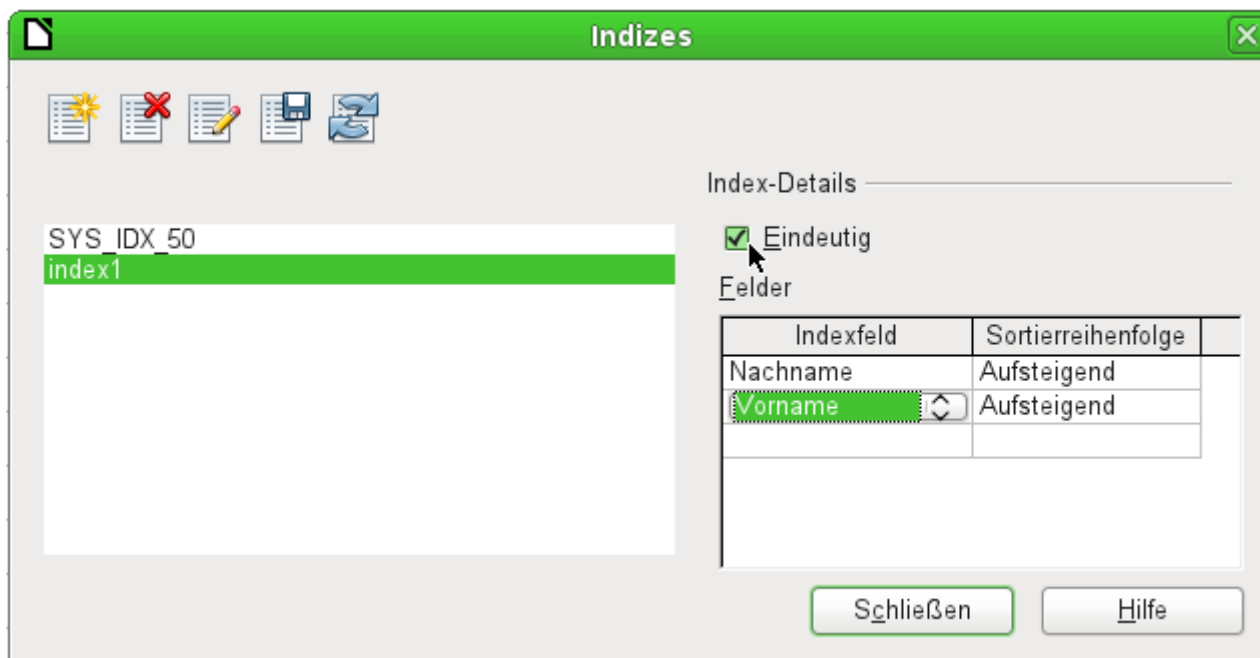 Indizes
Index-Details
SYS_IDX_50
index1
Eindeutig
Felder
Indexfeld Sortierreihenfolge
Nachname Aufsteigend
Vorname Aufsteigend
Schließen Hilfe